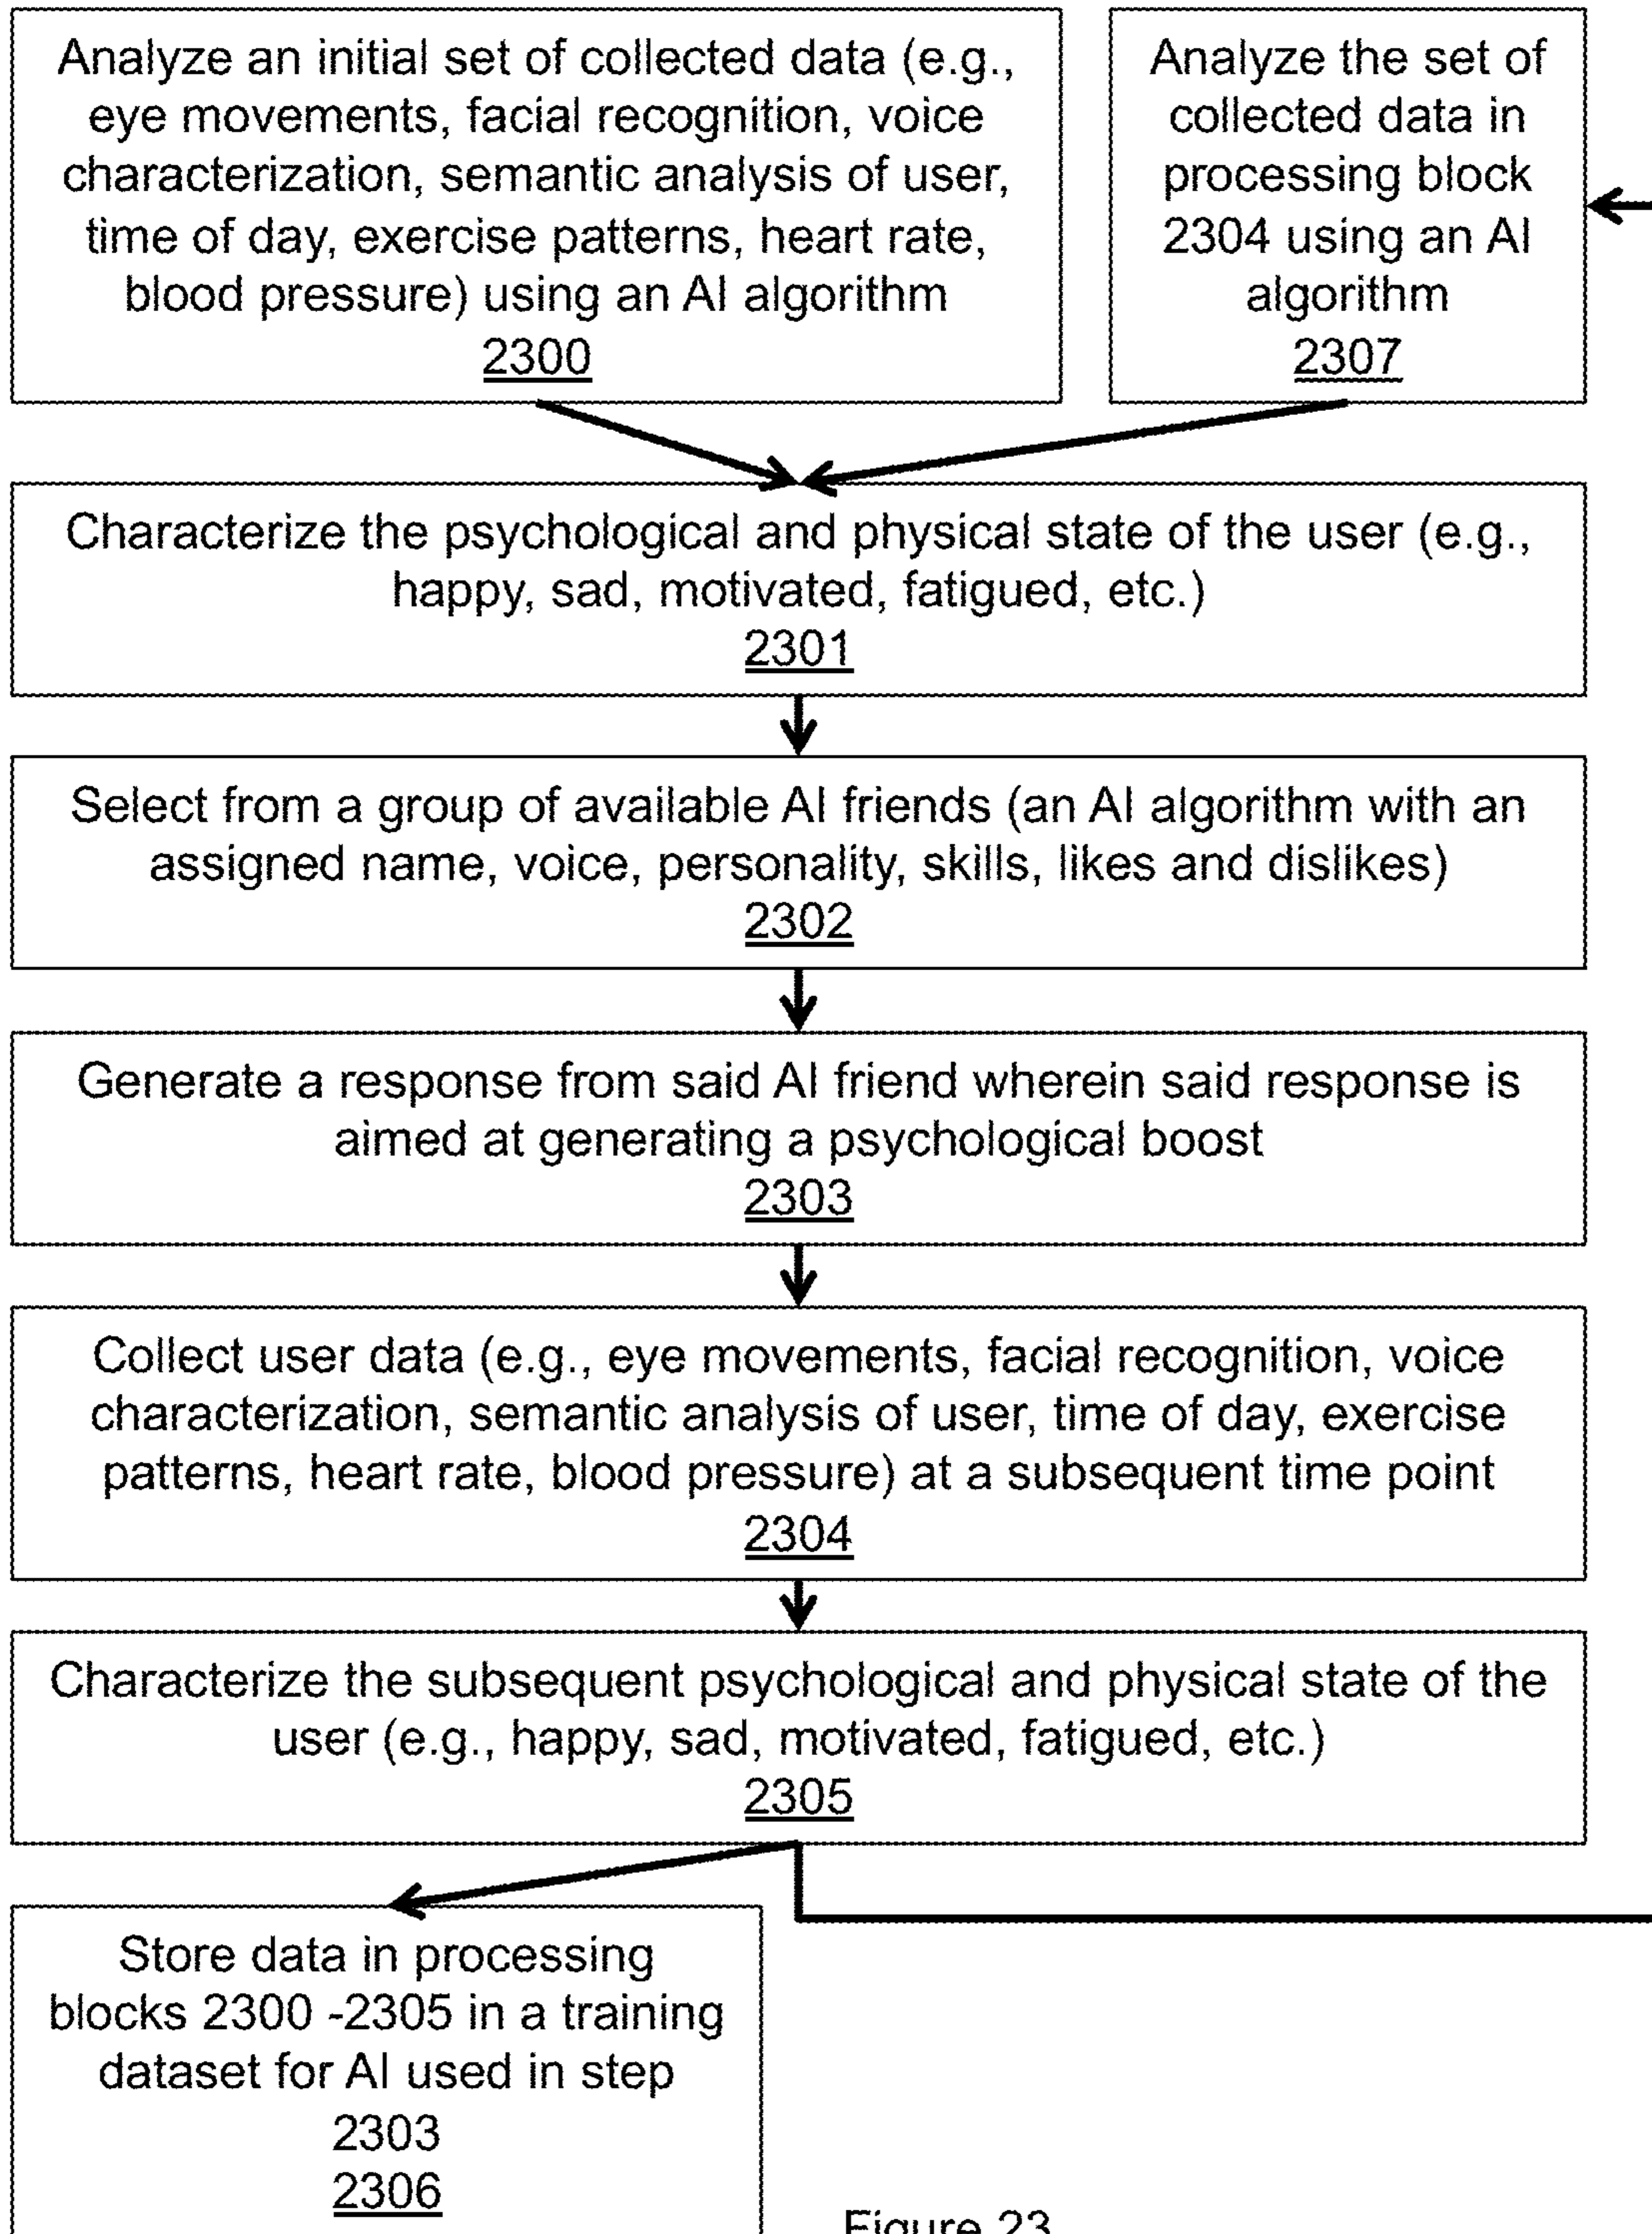 Analyze an initial set of collected data (e.g.,
eye movements, facial recognition, voice
characterization, semantic analysis of user,
time of day, exercise patterns, heart rate,
blood pressure) using an AI algorithm
2300
Analyze the set of
collected data in
processing block
2304 using an AI
algorithm
2307
Characterize the psychological and physical state of the user (e.g.,
happy, sad, motivated, fatigued, etc.)
2301
Select from a group of available AI friends (an AI algorithm with an
assigned name, voice, personality, skills, likes and dislikes)
2302
Generate a response from said AI friend wherein said response is
aimed at generating a psychological boost
2303
Collect user data (e.g., eye movements, facial recognition, voice
characterization, semantic analysis of user, time of day, exercise
patterns, heart rate, blood pressure) at a subsequent time point
2304
Characterize the subsequent psychological and physical state of the
user (e.g., happy, sad, motivated, fatigued, etc.)
2305
Store data in processing
blocks 2300 -2305 in a training
dataset for AI used in step
2303
2306
Figure 23